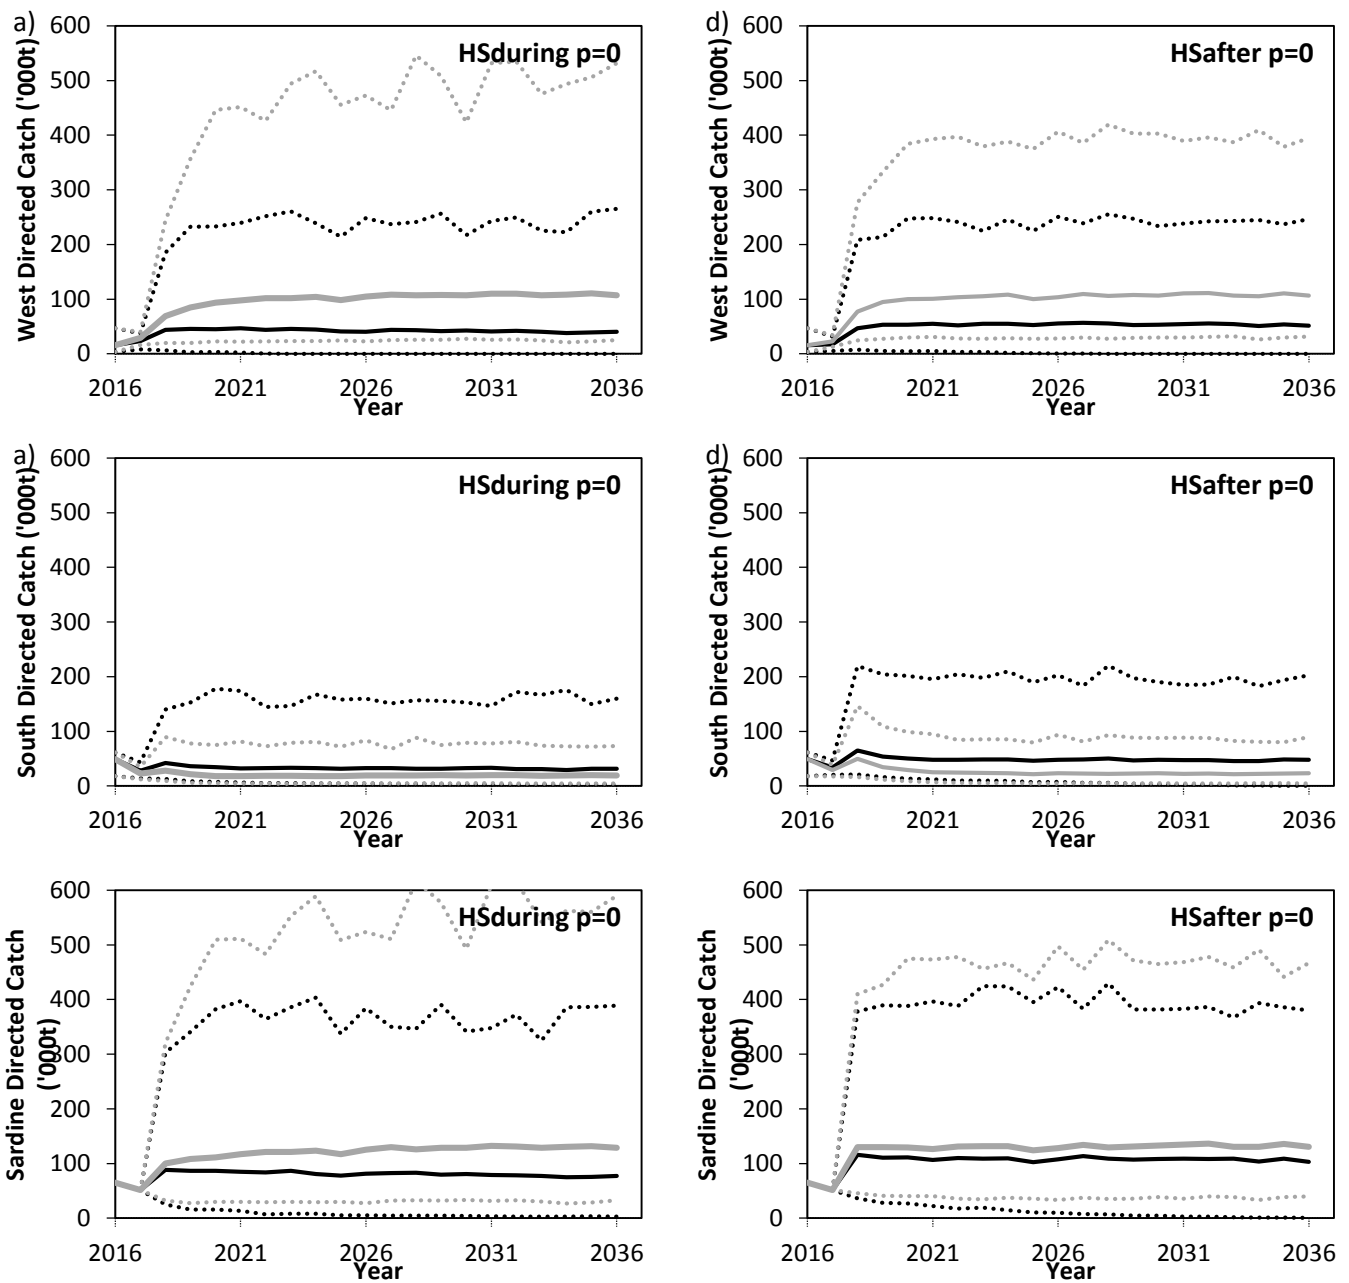 a)
West Directed Catch ('000t)
600
500
400
300
200
100
0
HSduring p=0
2016 2021 2026 2031 2036
Year
d)
West Directed Catch ('000t)
600
500
400
300
200
100
0
HSafter p=0
2016 2021 2026 2031 2036
Year
a)
South Directed Catch ('000t)
600
500
400
300
200
100
0
HSduring p=0
2016 2021 2026 2031 2036
Year
d)
South Directed Catch ('000t)
600
500
400
300
200
100
0
HSafter p=0
2016 2021 2026 2031 2036
Year
Sardine Directed Catch
('000t)
600
500
400
300
200
100
0
HSduring p=0
2016 2021 2026 2031 2036
Year
Sardine Directed Catch
('000t)
600
500
400
300
200
100
0
HSafter p=0
2016 2021 2026 2031 2036
Year